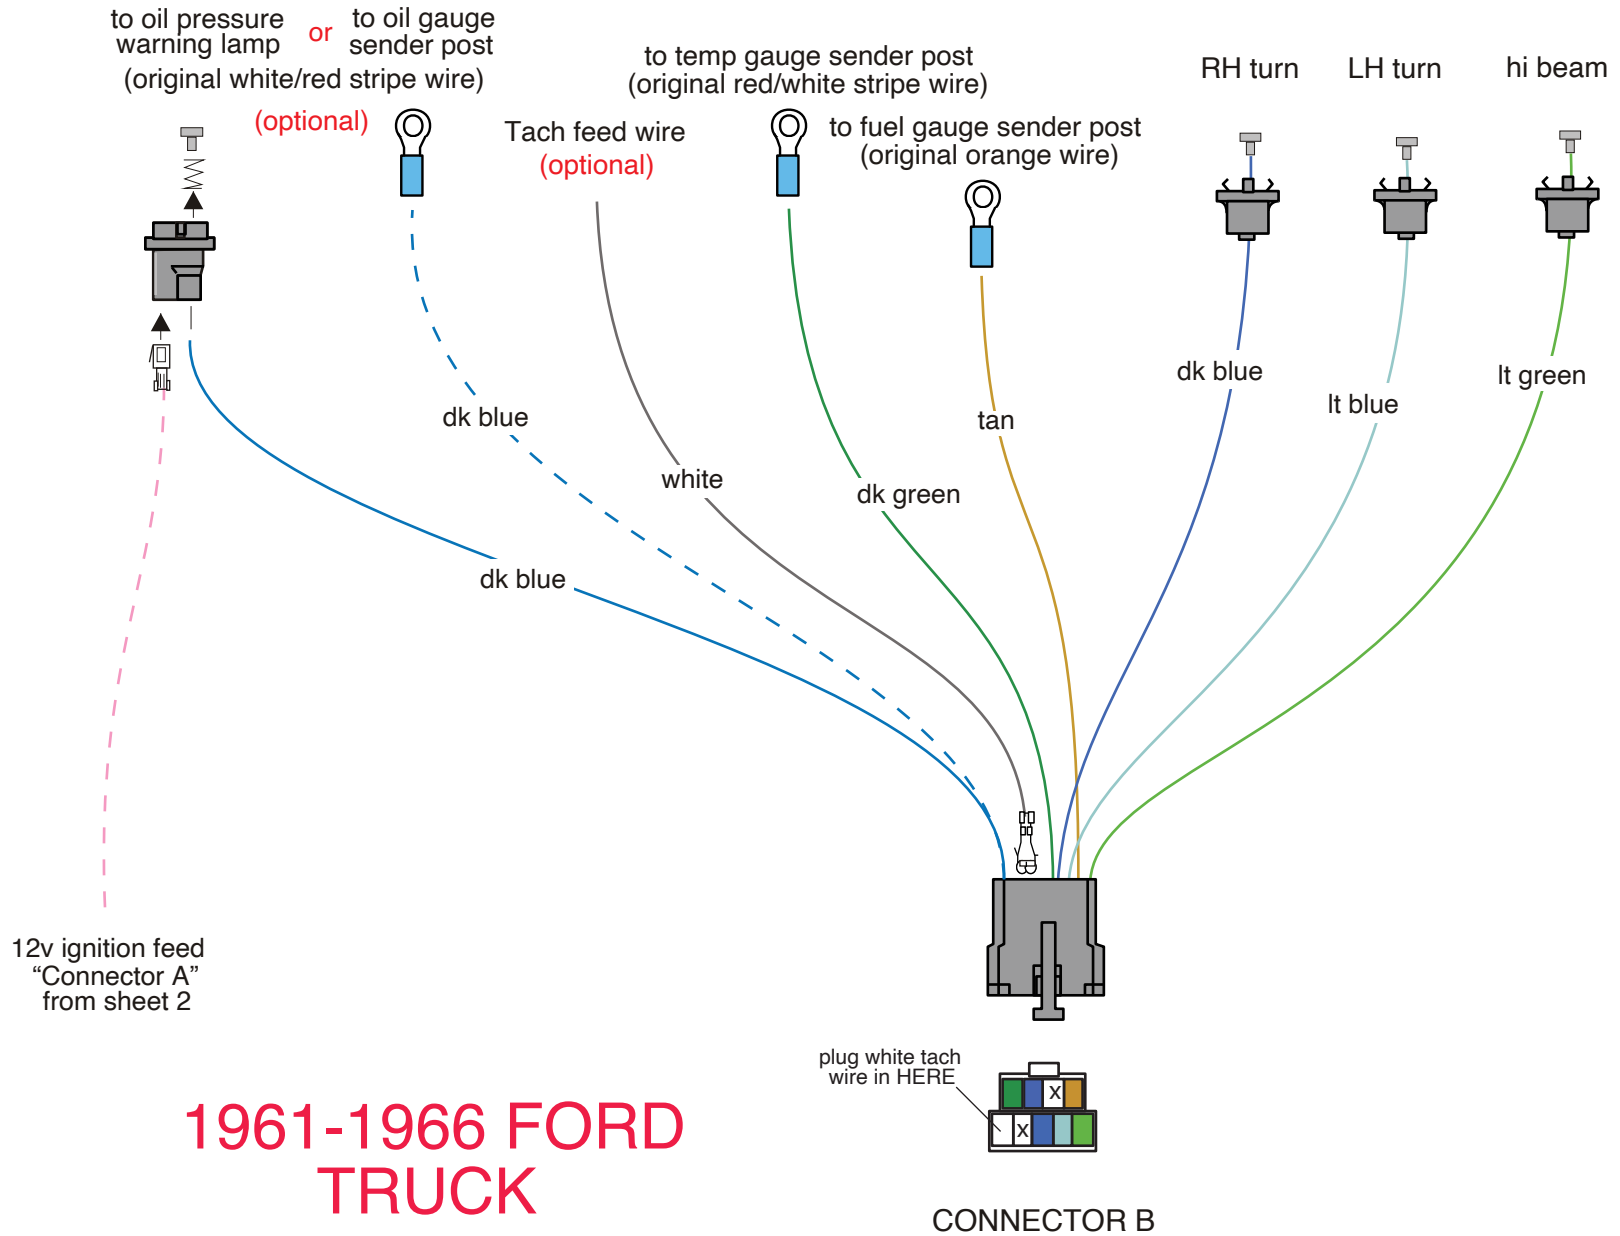 to oil pressure
warning lamp
or
to oil gauge
sender post
(original white/red stripe wire)
(optional)
Tach feed wire
(optional)
to temp gauge sender post
(original red/white stripe wire)
to fuel gauge sender post
(original orange wire)
RH turn
LH turn
hi beam
dk blue
dk blue
white
dk green
tan
dk blue
lt blue
lt green
12v ignition feed
“Connector A”
from sheet 2
plug white tach
wire in HERE
X
X
1961-1966 FORD
TRUCK
CONNECTOR B